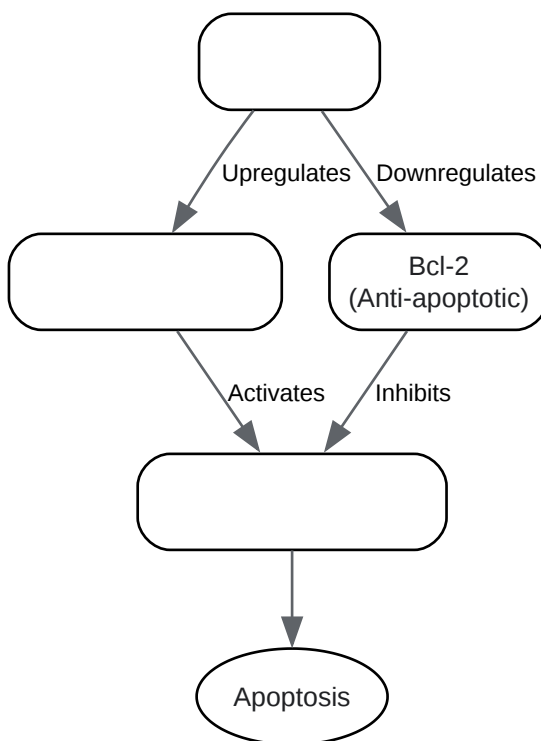 Upregulates
Downregulates
Bcl-2
(Anti-apoptotic)
Activates
Inhibits
Apoptosis